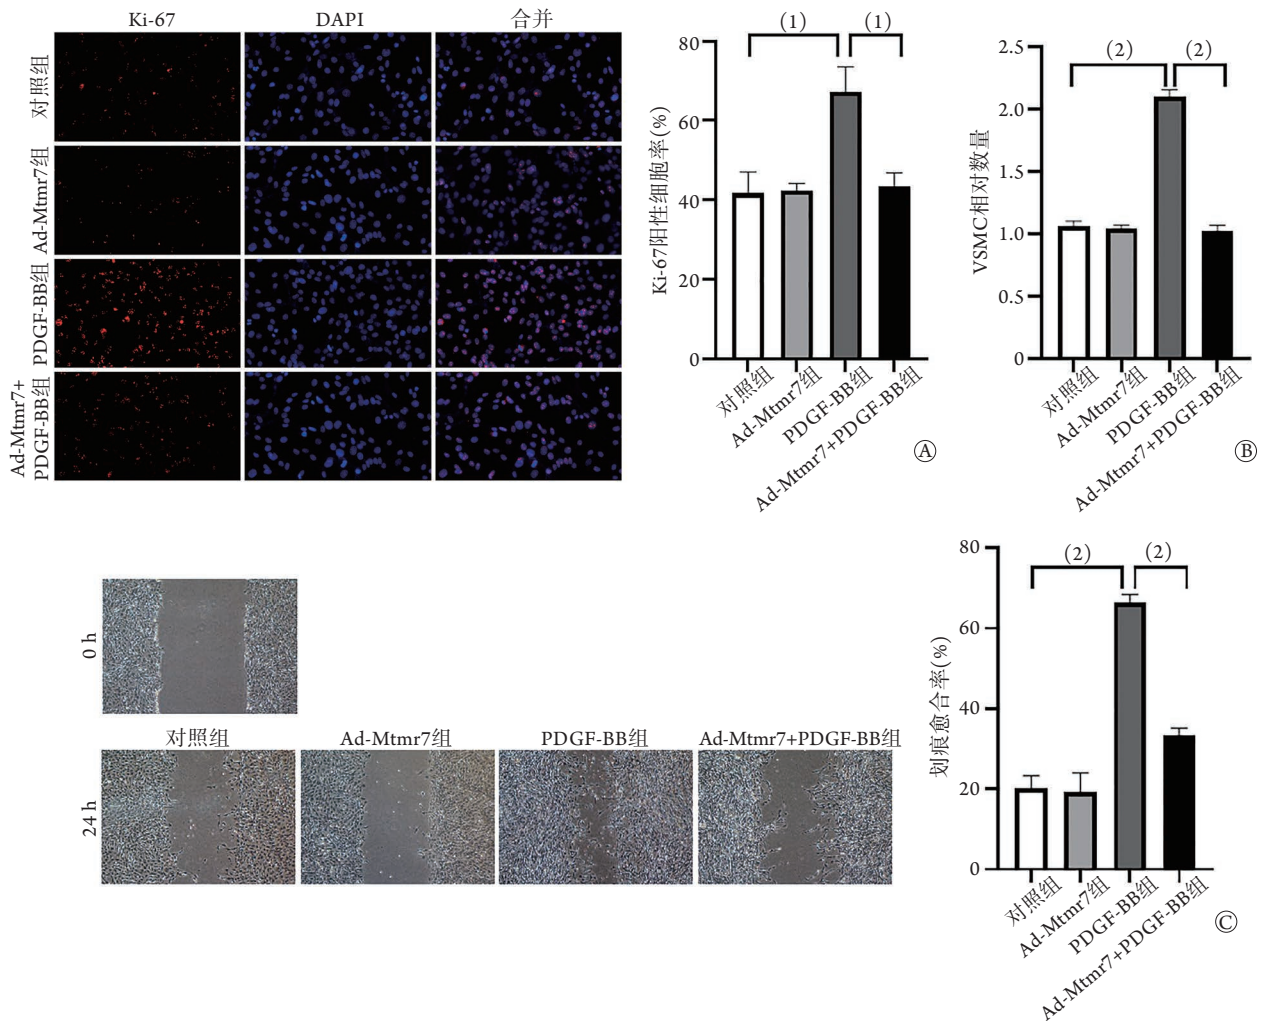 Ki-67
DAPI
合并
对照组
Ad-Mtmr7组
PDGF-BB组
Ad-Mtmr7+
PDGF-BB组
Ki-67阳性细胞率(%)
80
60
40
20
0
(1)
(1)
对照组
Ad-Mtmr7组
PDGF-BB组
Ad-Mtmr7+PDGF-BB组
Ⓐ
VSMC相对数量
2.5
2.0
1.5
1.0
0.5
0
(2)
(2)
对照组
Ad-Mtmr7组
PDGF-BB组
Ad-Mtmr7+PDGF-BB组
Ⓑ
0 h
对照组
Ad-Mtmr7组
PDGF-BB组
Ad-Mtmr7+PDGF-BB组
24 h
划痕愈合率(%)
80
60
40
20
0
(2)
(2)
对照组
Ad-Mtmr7组
PDGF-BB组
Ad-Mtmr7+PDGF-BB组
Ⓒ